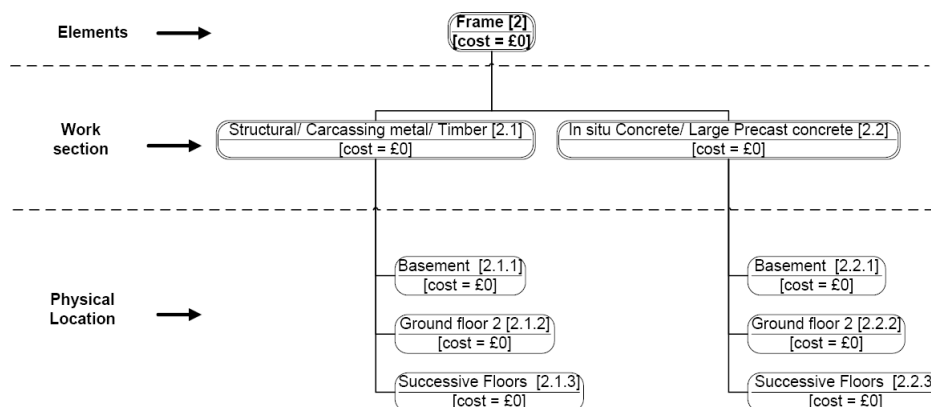 Elements
Frame [2]
[cost = £0]
Work
section
Structural/ Carcassing metal/ Timber [2.1]
[cost = £0]
In situ Concrete/ Large Precast concrete [2.2]
[cost = £0]
Physical
Location
Basement [2.1.1]
[cost = £0]
Ground floor 2 [2.1.2]
[cost = £0]
Successive Floors [2.1.3]
[cost = £0]
Basement [2.2.1]
[cost = £0]
Ground floor 2 [2.2.2]
[cost = £0]
Successive Floors [2.2.3
[cost = £0]